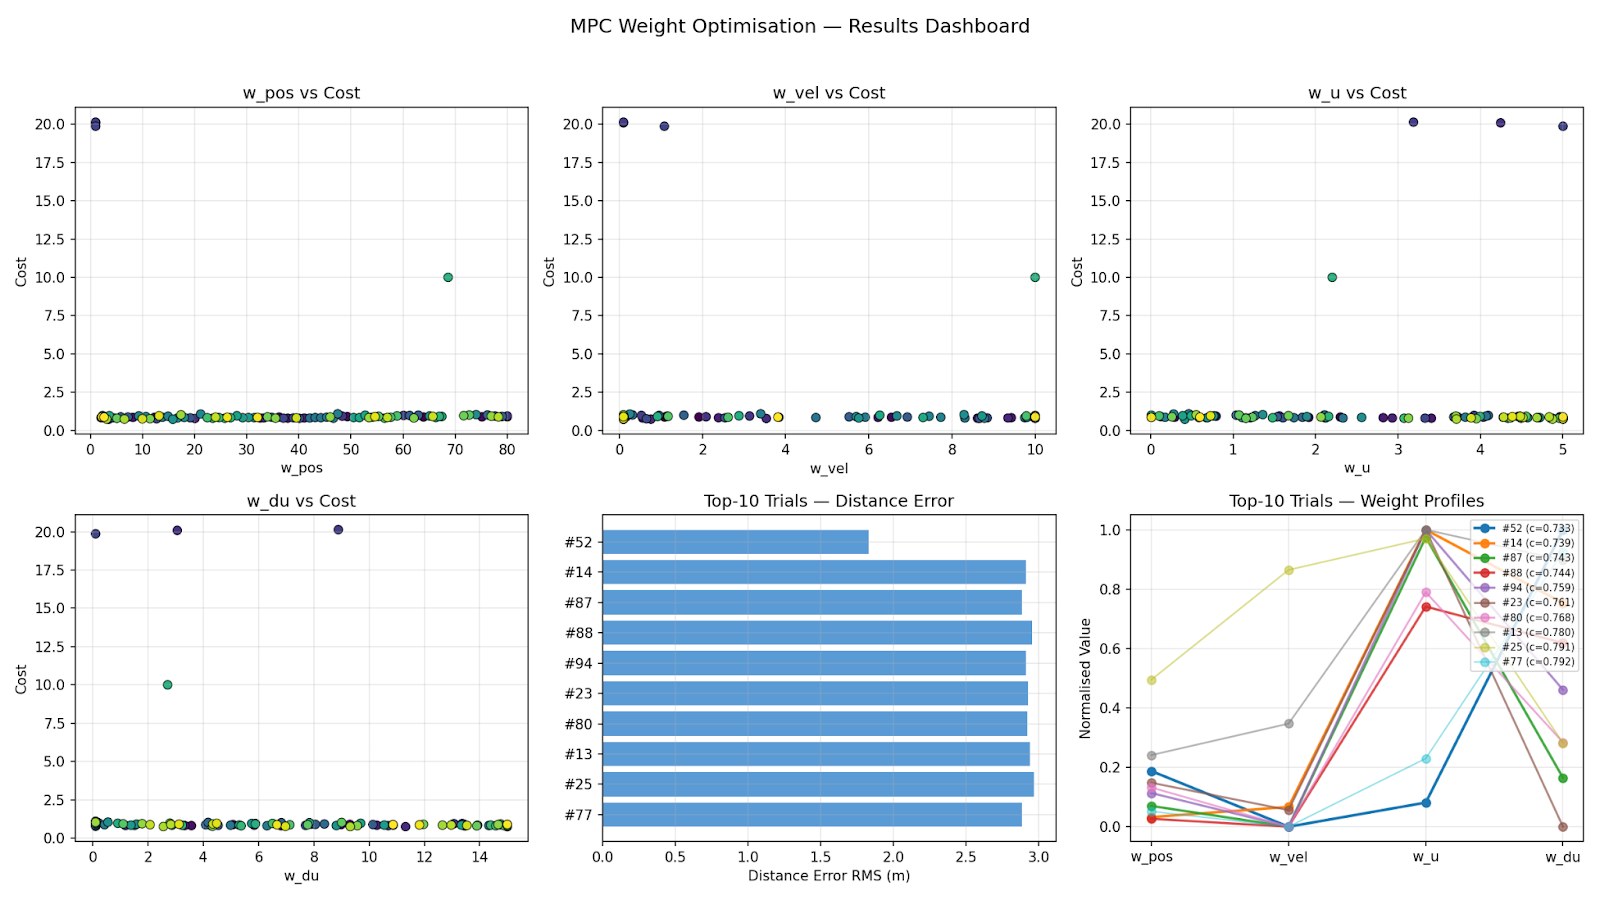 MPC Weight Optimisation — Results Dashboard
w_pos vs Cost
20.0
17.5
15.0
12.5
10.0
7.5
5.0
2.5
0.0
Cost
0 10 20 30 40 50 60 70 80
w_pos
w_vel vs Cost
20.0
17.5
15.0
12.5
10.0
7.5
5.0
2.5
0.0
Cost
0 2 4 6 8 10
w_vel
w_u vs Cost
20.0
17.5
15.0
12.5
10.0
7.5
5.0
2.5
0.0
Cost
0 1 2 3 4 5
w_u
w_du vs Cost
20.0
17.5
15.0
12.5
10.0
7.5
5.0
2.5
0.0
Cost
0 2 4 6 8 10 12 14
w_du
Top-10 Trials — Distance Error
#52
#14
#87
#88
#94
#23
#80
#13
#25
#77
0.0 0.5 1.0 1.5 2.0 2.5 3.0
Distance Error RMS (m)
Top-10 Trials — Weight Profiles
1.0
0.8
0.6
0.4
0.2
0.0
Normalised Value
#52 (c=0.733)
#14 (c=0.739)
#87 (c=0.743)
#88 (c=0.744)
#94 (c=0.759)
#23 (c=0.761)
#80 (c=0.768)
#13 (c=0.780)
#25 (c=0.791)
#77 (c=0.792)
w_pos w_vel w_u w_du